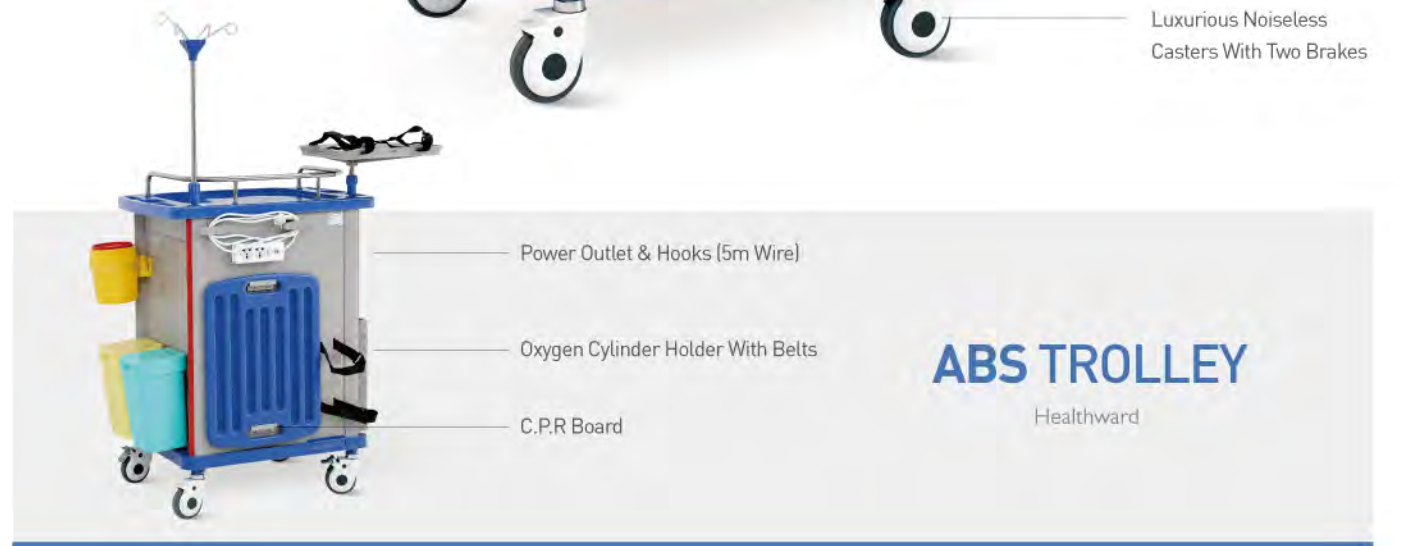 Luxurious Noiseless
Casters With Two Brakes
Power Outlet & Hooks (5m Wire)
Oxygen Cylinder Holder With Belts
C.P.R Board
ABS TROLLEY
Healthward